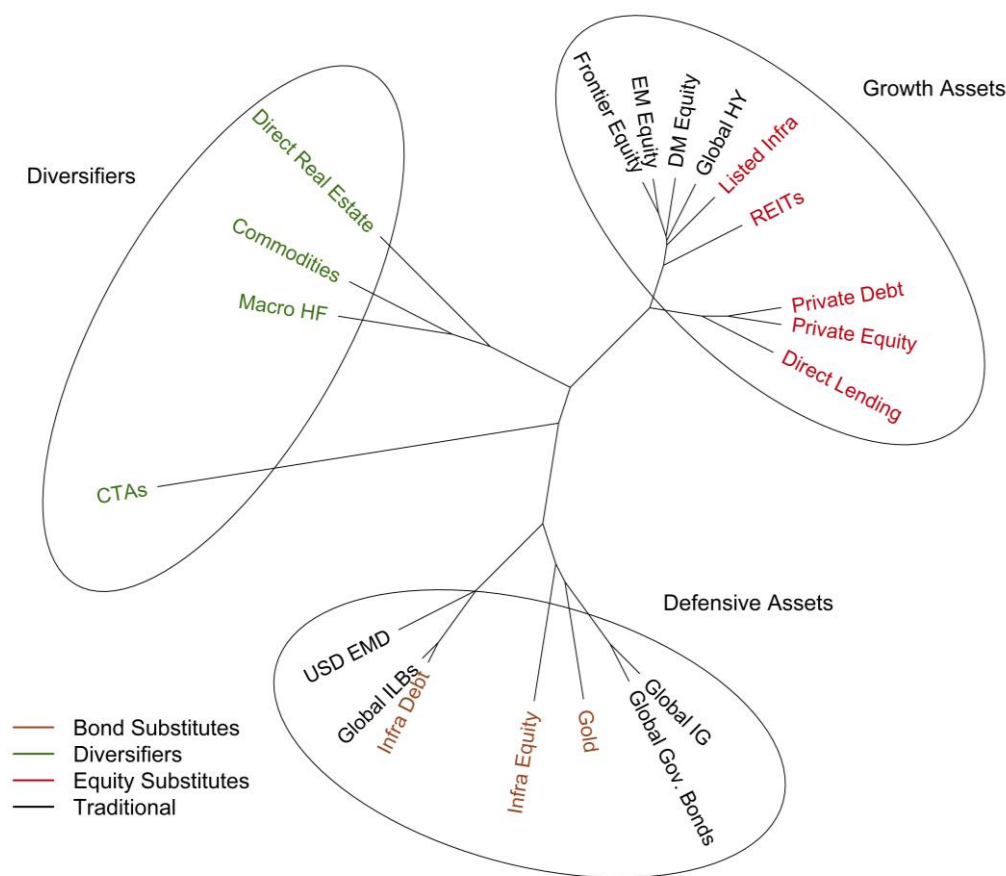 Growth Assets
Frontier Equity
EM Equity
DM Equity
Global HY
Listed Infra
REITs
Private Debt
Private Equity
Direct Lending
Diversifiers
Direct Real Estate
Commodities
Macro HF
CTAs
Defensive Assets
USD EMD
Global ILBs
Infra Debt
Infra Equity
Gold
Global IG
Global Gov. Bonds
Bond Substitutes
Diversifiers
Equity Substitutes
Traditional